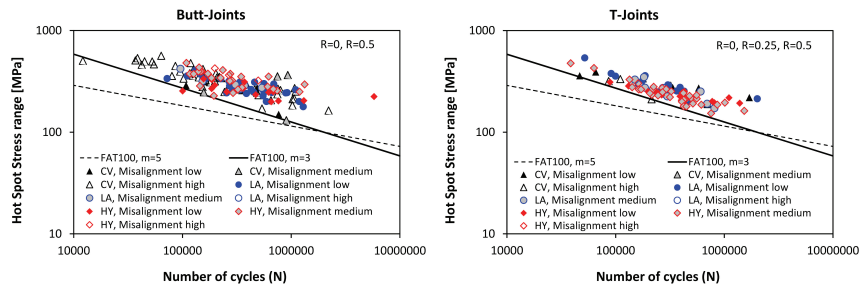 Butt-Joints
Hot Spot Stress range [MPa]
1000
100
10
R=0, R=0.5
FAT100, m=5
FAT100, m=3
CV, Misalignment low
CV, Misalignment medium
CV, Misalignment high
LA, Misalignment low
LA, Misalignment medium
LA, Misalignment high
HY, Misalignment low
HY, Misalignment medium
HY, Misalignment high
10000
100000
1000000
10000000
Number of cycles (N)
T-Joints
Hot Spot Stress range [MPa]
1000
100
10
R=0, R=0.25, R=0.5
FAT100, m=5
FAT100, m=3
CV, Misalignment low
CV, Misalignment medium
CV, Misalignment high
LA, Misalignment low
LA, Misalignment medium
LA, Misalignment high
HY, Misalignment low
HY, Misalignment medium
HY, Misalignment high
10000
100000
1000000
10000000
Number of cycles (N)